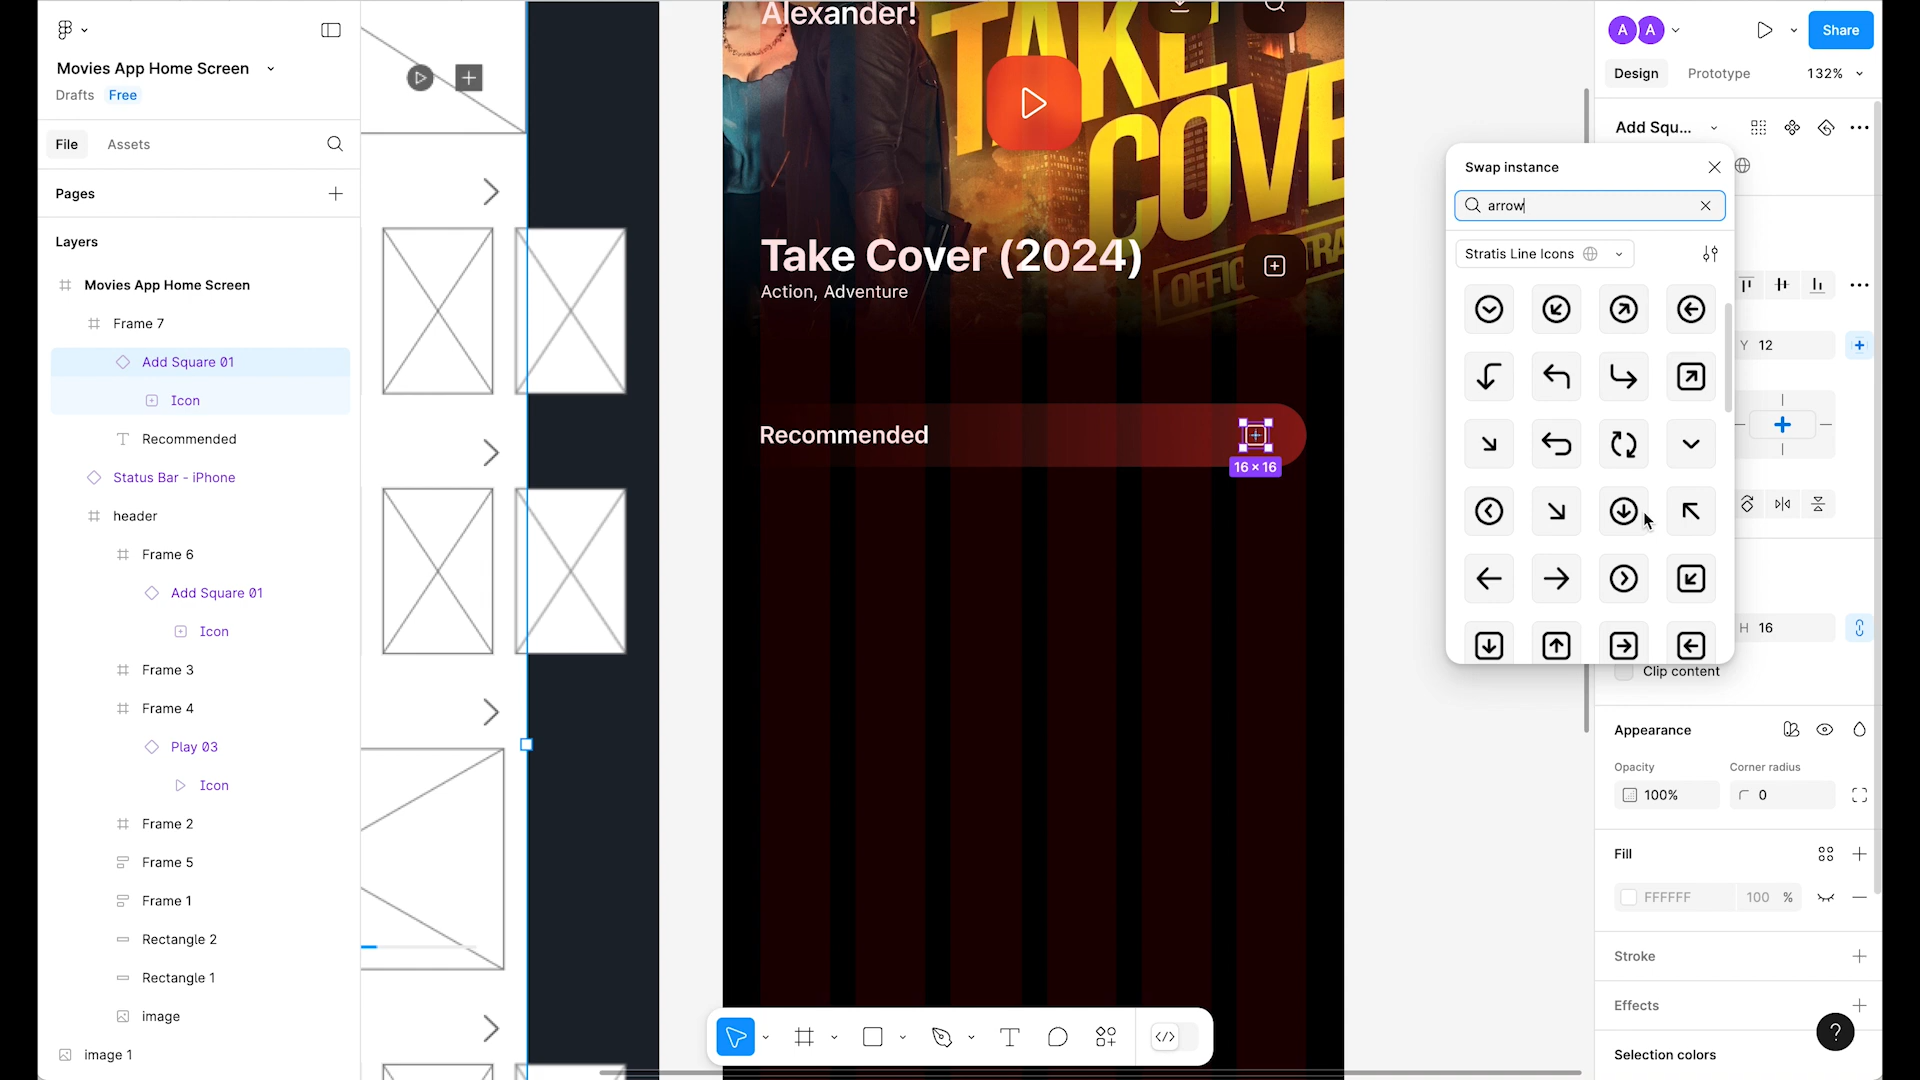 Movies App Home Screen
Drafts
Free
File
Assets
Pages
Layers
Movies App Home Screen
Frame 7
Add Square 01
Icon
Recommended
Status Bar - iPhone
header
Frame 6
Add Square 01
Icon
Frame 3
Frame 4
Play 03
Icon
Frame 2
Frame 5
Frame 1
Rectangle 2
Rectangle 1
image
image 1
Alexander!
TAKE
COVER
Take Cover (2024)
Action, Adventure
Recommended
16 × 16
A
A
Share
Design
Prototype
132%
Add Squ...
Swap instance
arrow
Stratis Line Icons
Y 12
H 16
Clip content
Appearance
Opacity
Corner radius
100%
0
Fill
FFFFFF
100 %
Stroke
Effects
?
Selection colors